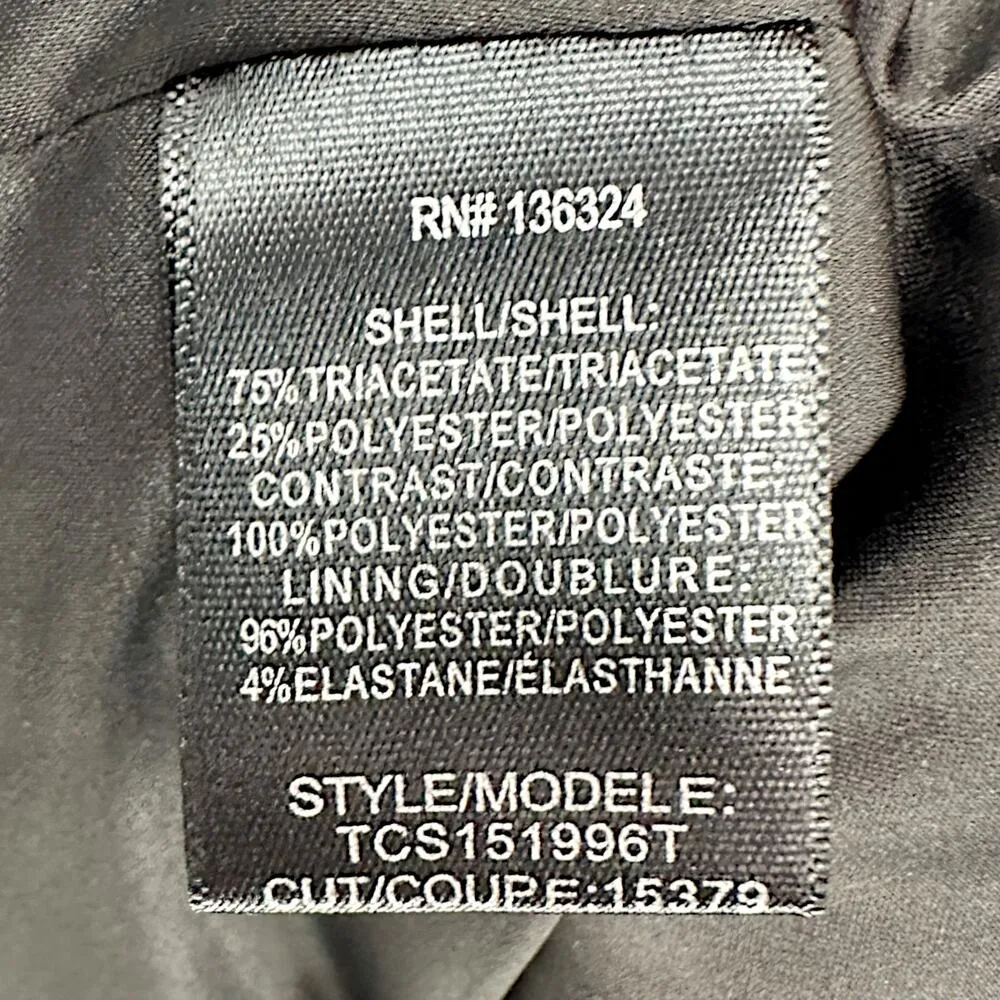 RN# 136324
SHELL/SHELL:
75%TRIACETATE/TRIACETATE
25%POLYESTER/POLYESTER
CONTRAST/CONTRASTE:
100%POLYESTER/POLYESTER
LINING/DOUBLURE:
96%POLYESTER/POLYESTER
4%ELASTANE/ÉLASTHANNE
STYLE/MODELE:
TCS151996T
CUT/COUPE:15379